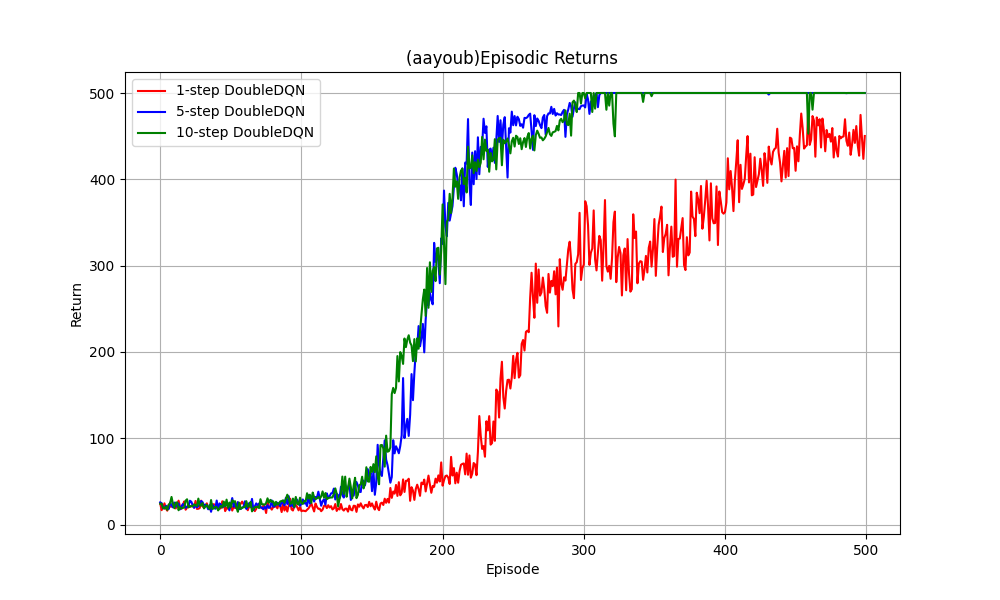 (aayoub)Episodic Returns
1-step DoubleDQN
5-step DoubleDQN
10-step DoubleDQN
Return
500
400
300
200
100
0
0 100 200 300 400 500
Episode